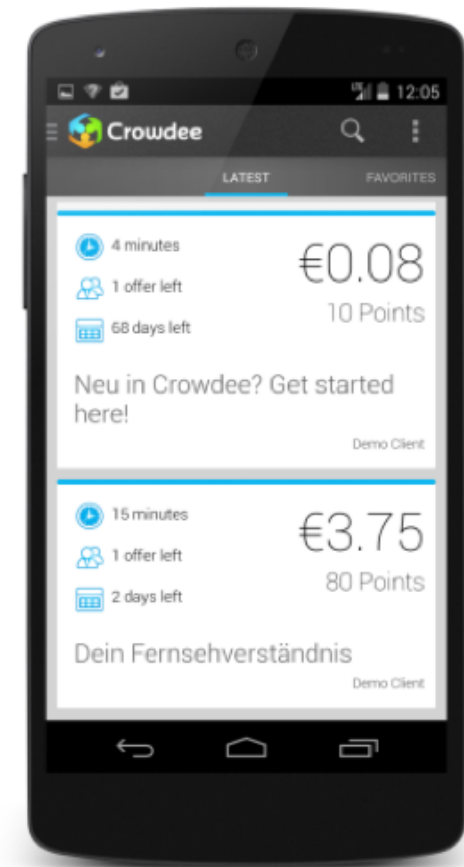 LTE 12:05
Crowdee
LATEST FAVORITES
4 minutes
€0.08
1 offer left
10 Points
68 days left
Neu in Crowdee? Get started
here!
Demo Client
15 minutes
€3.75
1 offer left
80 Points
2 days left
Dein Fernsehverständnis
Demo Client